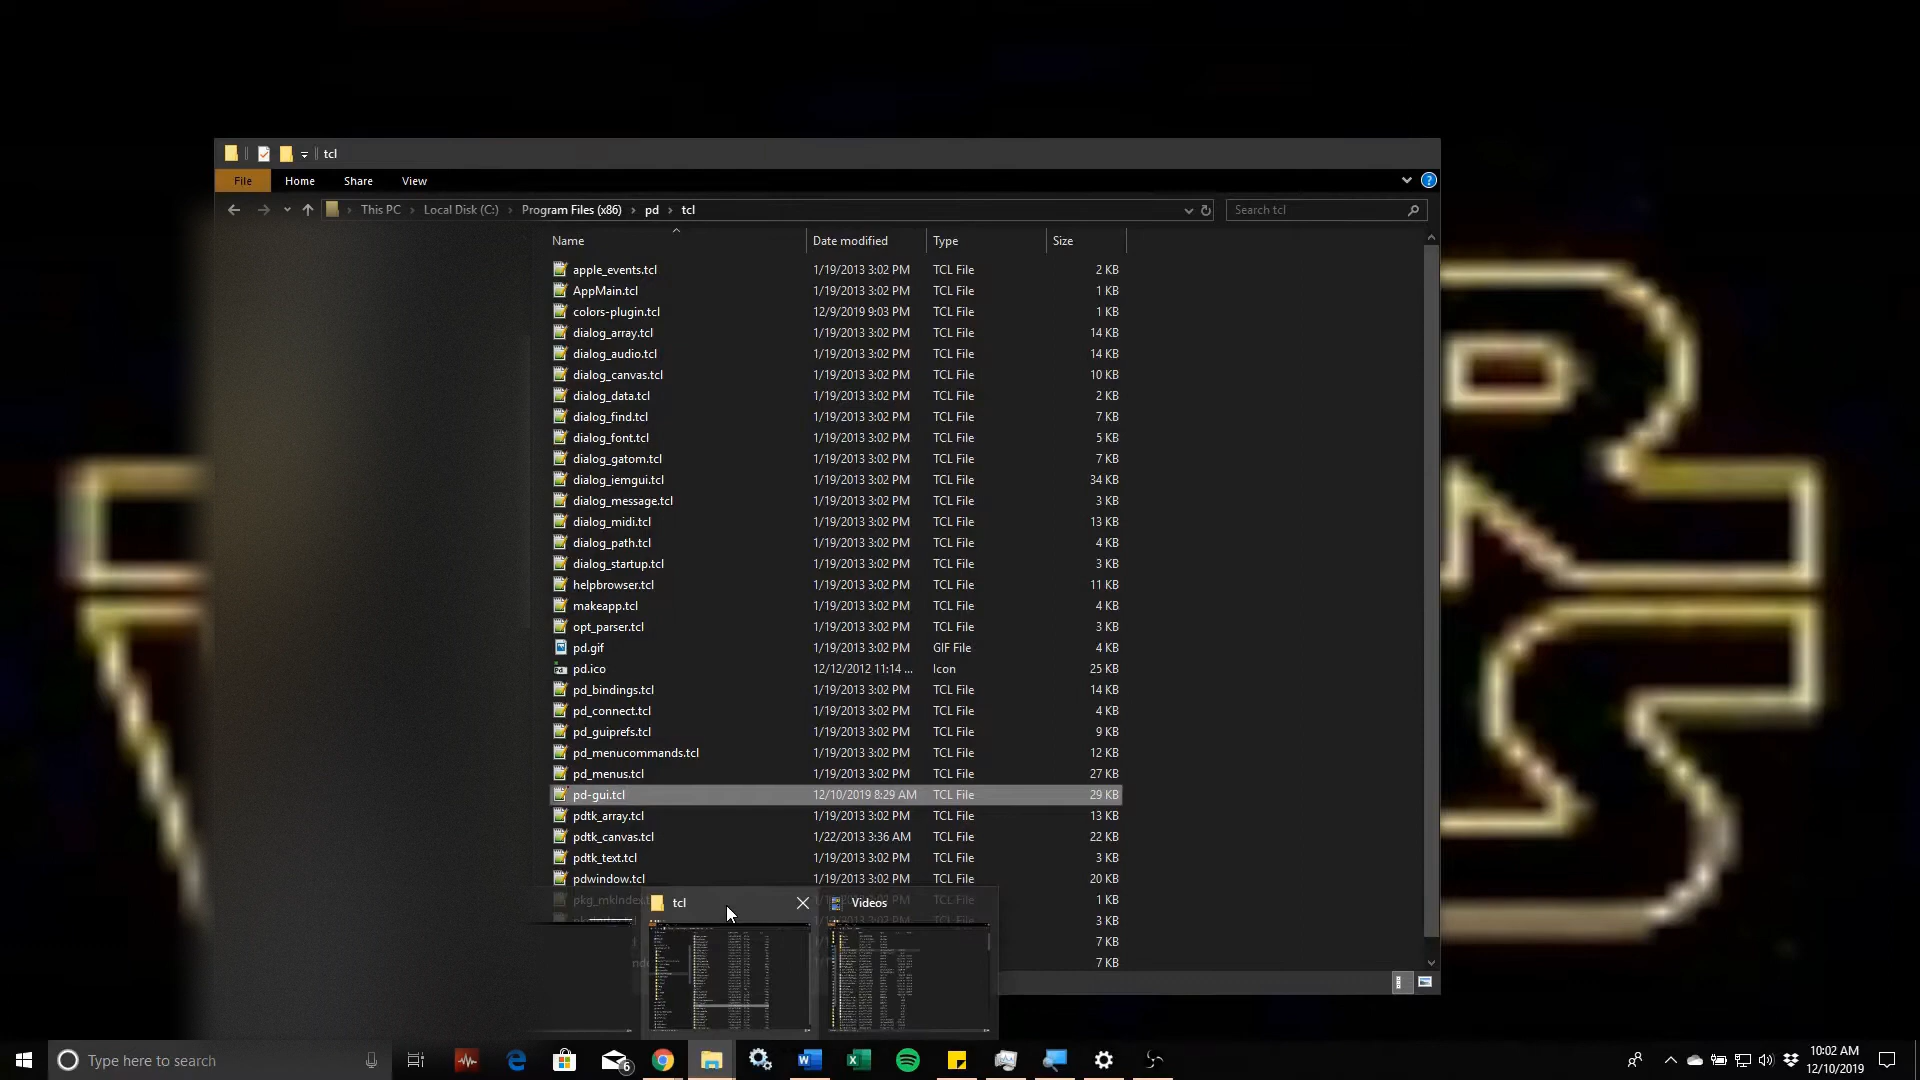 tcl
File Home Share View
This PC Local Disk (C:) Program Files (x86) pd tcl Search tcl
Name Date modified Type Size
apple_events.tcl 1/19/2013 3:02 PM TCL File 2 KB
AppMain.tcl 1/19/2013 3:02 PM TCL File 1 KB
colors-plugin.tcl 12/9/2019 9:03 PM TCL File 1 KB
dialog_array.tcl 1/19/2013 3:02 PM TCL File 14 KB
dialog_audio.tcl 1/19/2013 3:02 PM TCL File 14 KB
dialog_canvas.tcl 1/19/2013 3:02 PM TCL File 10 KB
dialog_data.tcl 1/19/2013 3:02 PM TCL File 2 KB
dialog_find.tcl 1/19/2013 3:02 PM TCL File 7 KB
dialog_font.tcl 1/19/2013 3:02 PM TCL File 5 KB
dialog_gatom.tcl 1/19/2013 3:02 PM TCL File 7 KB
dialog_iemgui.tcl 1/19/2013 3:02 PM TCL File 34 KB
dialog_message.tcl 1/19/2013 3:02 PM TCL File 3 KB
dialog_midi.tcl 1/19/2013 3:02 PM TCL File 13 KB
dialog_path.tcl 1/19/2013 3:02 PM TCL File 4 KB
dialog_startup.tcl 1/19/2013 3:02 PM TCL File 3 KB
helpbrowser.tcl 1/19/2013 3:02 PM TCL File 11 KB
makeapp.tcl 1/19/2013 3:02 PM TCL File 4 KB
opt_parser.tcl 1/19/2013 3:02 PM TCL File 3 KB
pd.gif 1/19/2013 3:02 PM GIF File 4 KB
pd.ico 12/12/2012 11:14 ... Icon 25 KB
pd_bindings.tcl 1/19/2013 3:02 PM TCL File 14 KB
pd_connect.tcl 1/19/2013 3:02 PM TCL File 4 KB
pd_guiprefs.tcl 1/19/2013 3:02 PM TCL File 9 KB
pd_menucommands.tcl 1/19/2013 3:02 PM TCL File 12 KB
pd_menus.tcl 1/19/2013 3:02 PM TCL File 27 KB
pd-gui.tcl 12/10/2019 8:29 AM TCL File 29 KB
pdtk_array.tcl 1/19/2013 3:02 PM TCL File 13 KB
pdtk_canvas.tcl 1/22/2013 3:36 AM TCL File 22 KB
pdtk_text.tcl 1/19/2013 3:02 PM TCL File 3 KB
pdwindow.tcl 1/19/2013 3:02 PM TCL File 20 KB
tcl Videos 1 KB
3 KB
7 KB
7 KB
Type here to search 6 10:02 AM
12/10/2019